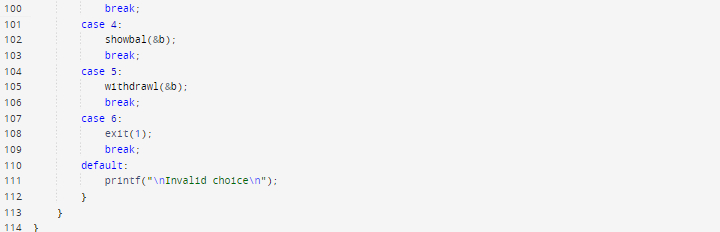 100 break;
101 case 4:
102 showbal(&b);
103 break;
104 case 5:
105 withdrawl(&b);
106 break;
107 case 6:
108 exit(1);
109 break;
110 default:
111 printf("\nInvalid choice\n");
112 }
113 }
114 }